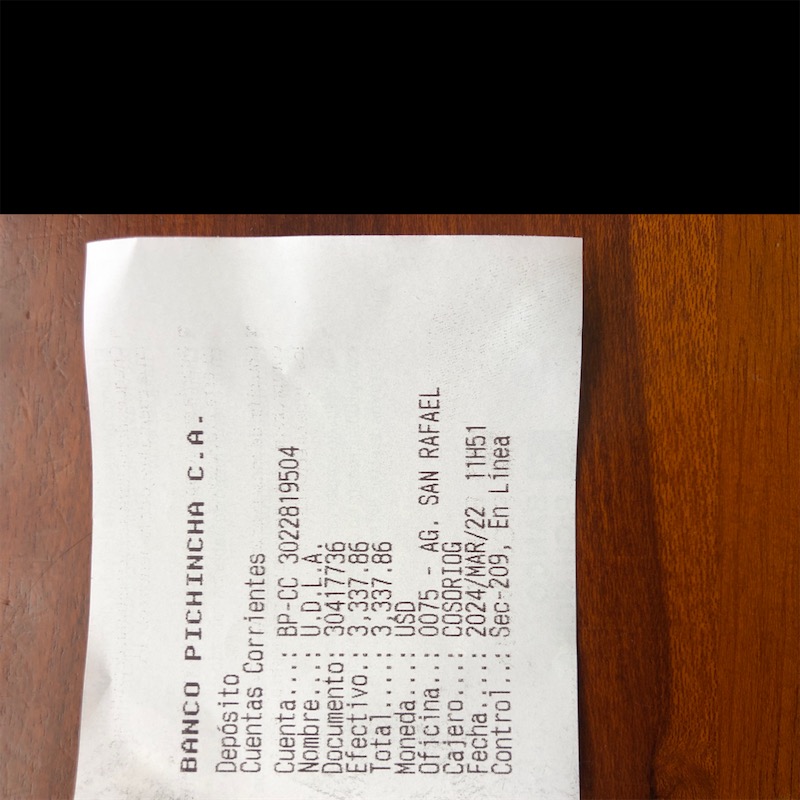 BANCO PICHINCHA C.A.
Depósito
Cuentas Corrientes
Cuenta....: BP-CC 3022819504
Nombre....: U.D.L.A.
Documento: 30417736
Efectivo.: 3,337.86
Total.....: 3,337.86
Moneda....: USD
Oficina...: 0075 - AG. SAN RAFAEL
Cajero....: COSORIOG
Fecha.....: 2024/MAR/22 11H51
Control...: Sec-209, En Línea